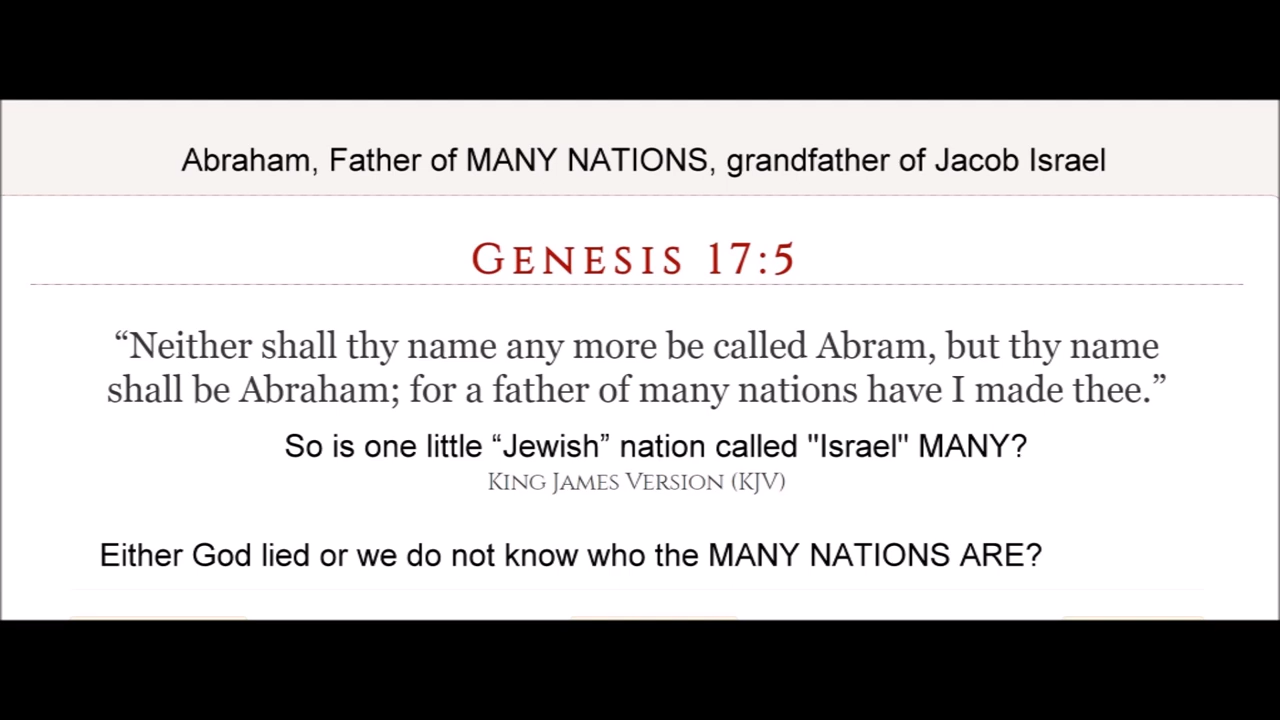 Abraham, Father of MANY NATIONS, grandfather of Jacob Israel
GENESIS 17:5
“Neither shall thy name any more be called Abram, but thy name
shall be Abraham; for a father of many nations have I made thee.”
So is one little “Jewish” nation called "Israel" MANY?
KING JAMES VERSION (KJV)
Either God lied or we do not know who the MANY NATIONS ARE?